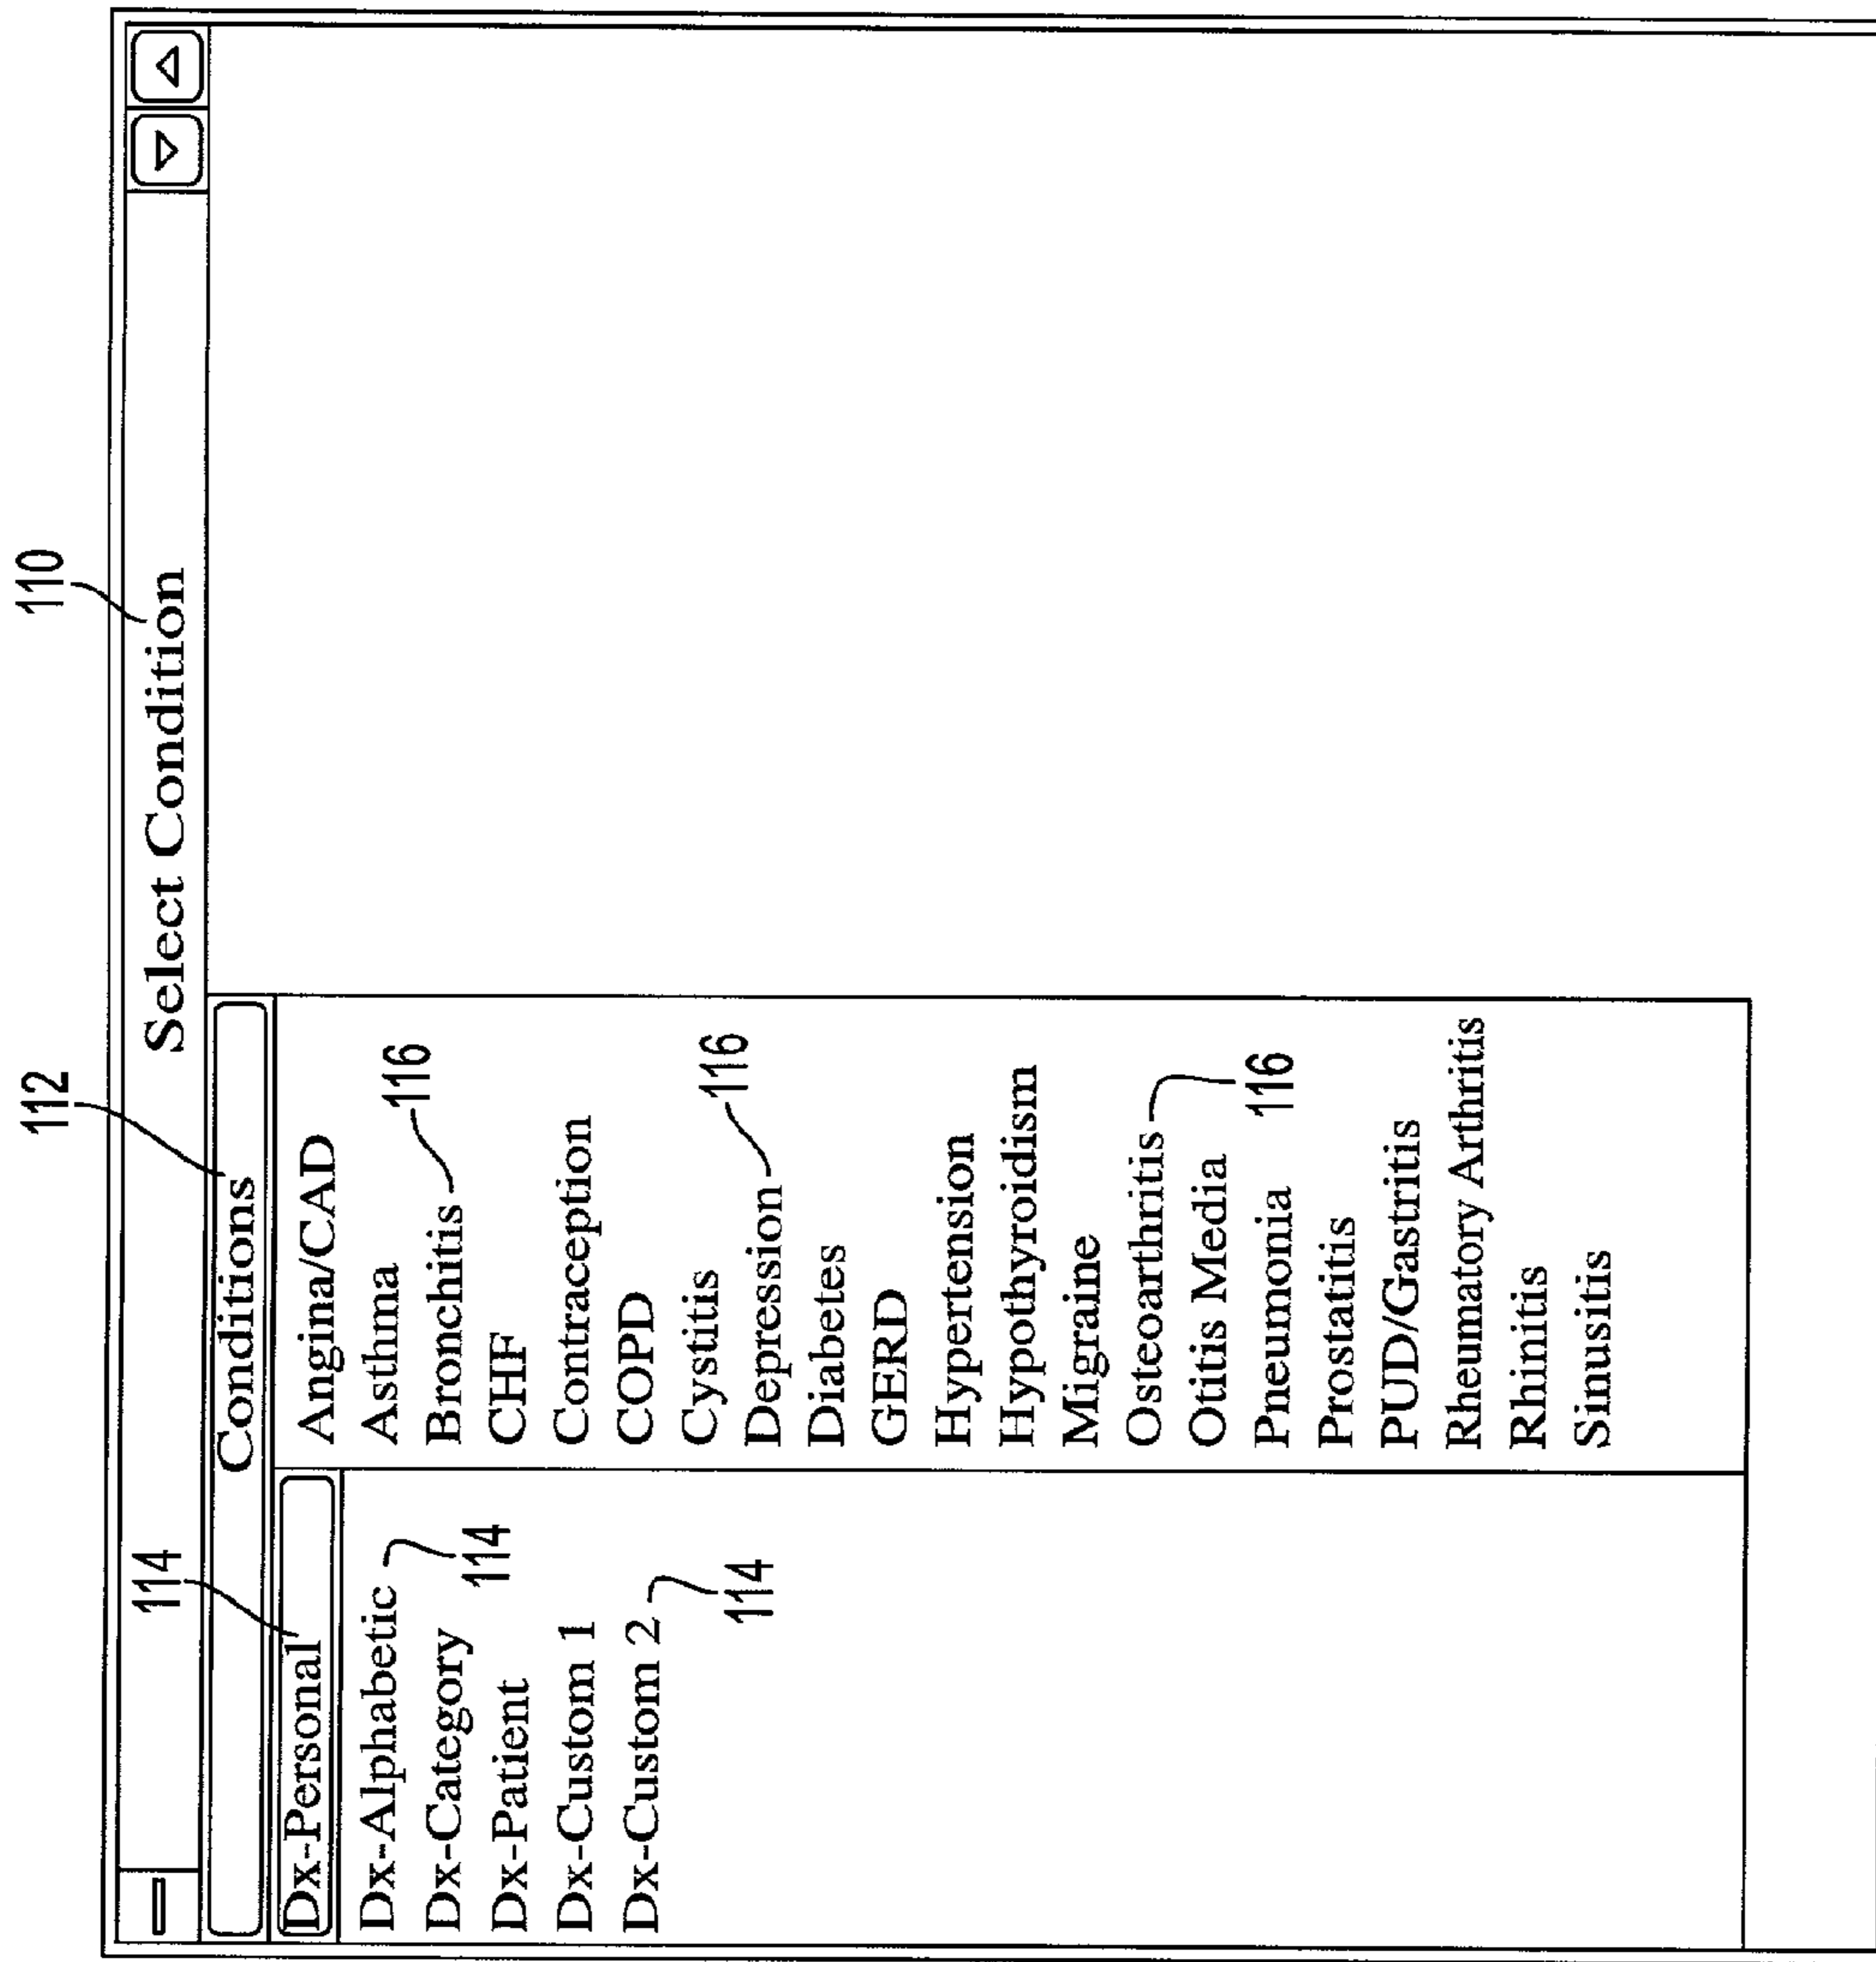 110
Select Condition
112
Conditions
114
Dx-Personal
Dx-Alphabetic
114
Dx-Category
Dx-Patient
Dx-Custom 1
Dx-Custom 2
114
Angina/CAD
Asthma
Bronchitis
116
CHF
Contraception
COPD
Cystitis
Depression
116
Diabetes
GERD
Hypertension
Hypothyroidism
Migraine
Osteoarthritis
116
Otitis Media
Pneumonia
Prostatitis
PUD/Gastritis
Rheumatory Arthritis
Rhinitis
Sinusitis